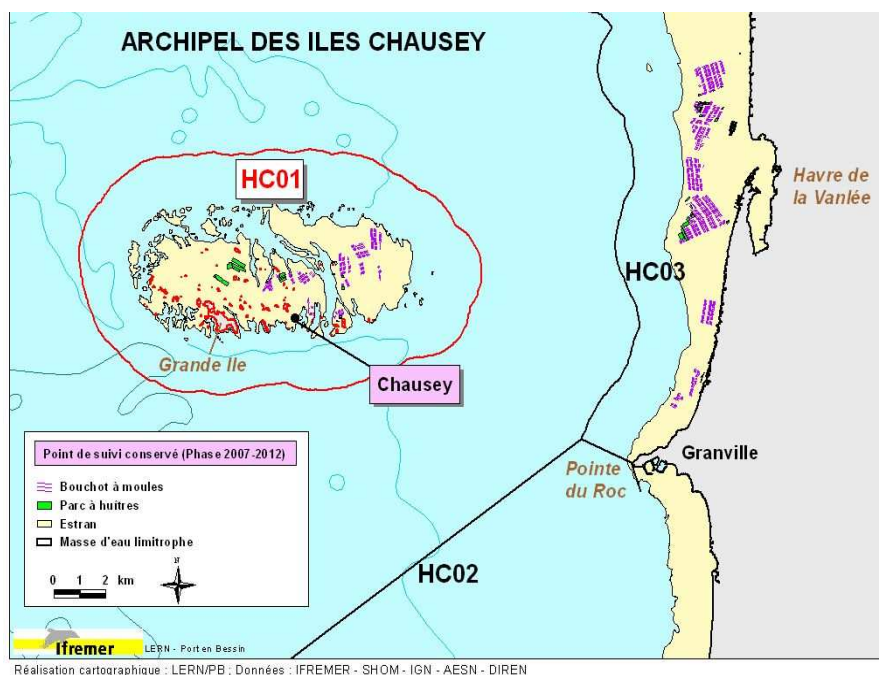 ARCHIPEL DES ILES CHAUSEY
HC01
Havre de
la Vanlée
HC03
Grande Ile
Chausey
Point de suivi conservé (Phase 2007-2012)
Bouchot à moules
Parc à huîtres
Estran
Masse d'eau limitrophe
0 1 2 km
N
Granville
Pointe
du Roc
HC02
Ifremer
LERN - Port en Bessin
Réalisation cartographique : LERN/PB ; Données : IFREMER - SHOM - IGN - AESN - DIREN